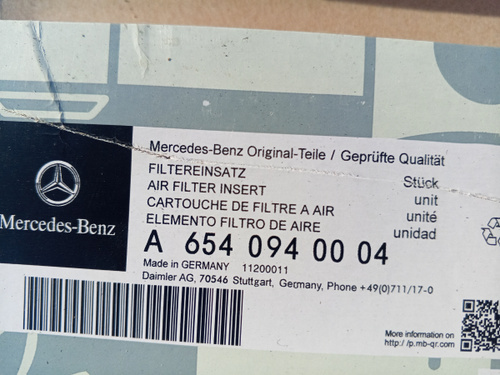 Mercedes-Benz Original-Teile / Geprüfte Qualität
FILTEREINSATZ Stück
AIR FILTER INSERT unit
CARTOUCHE DE FILTRE A AIR unité
ELEMENTO FILTRO DE AIRE unidad
Mercedes-Benz
A 654 094 00 04
Made in GERMANY 11200011
Daimler AG, 70546 Stuttgart, Germany, Phone +49(0)711/17-0
More information on
http: //p.mb-qr.com/